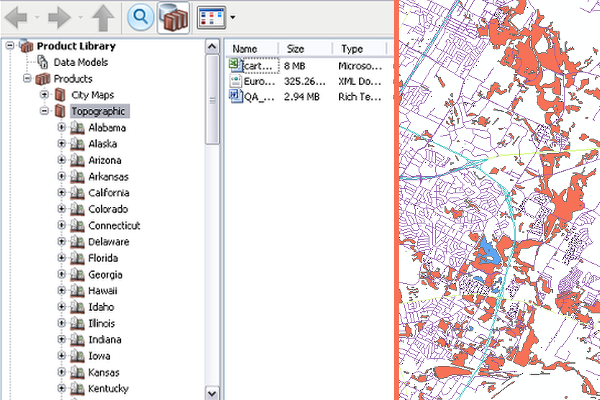 Product Library
Data Models
Products
City Maps
Topographic
Alabama
Alaska
Arizona
Arkansas
California
Colorado
Connecticut
Delaware
Florida
Georgia
Hawaii
Idaho
Illinois
Indiana
Iowa
Kansas
Kentucky
Name Size Type
cart... 8 MB Microso...
Euro... 325.26... XML Do...
QA_... 2.94 MB Rich Te...